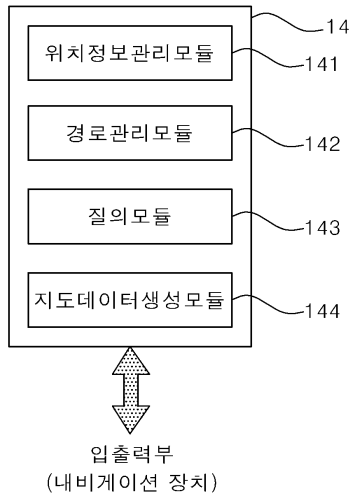 14
위치정보관리모듈
141
경로관리모듈
142
질의모듈
143
지도데이터생성모듈
144
입출력부
(내비게이션 장치)